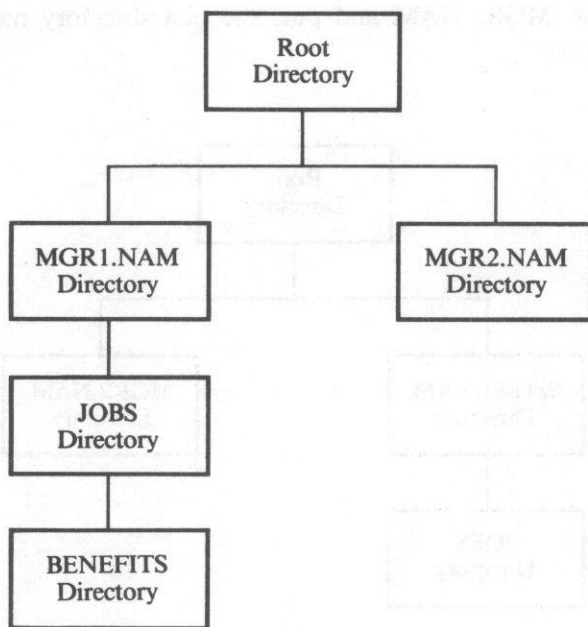 Root
Directory
MGR1.NAM
Directory
MGR2.NAM
Directory
JOBS
Directory
BENEFITS
Directory